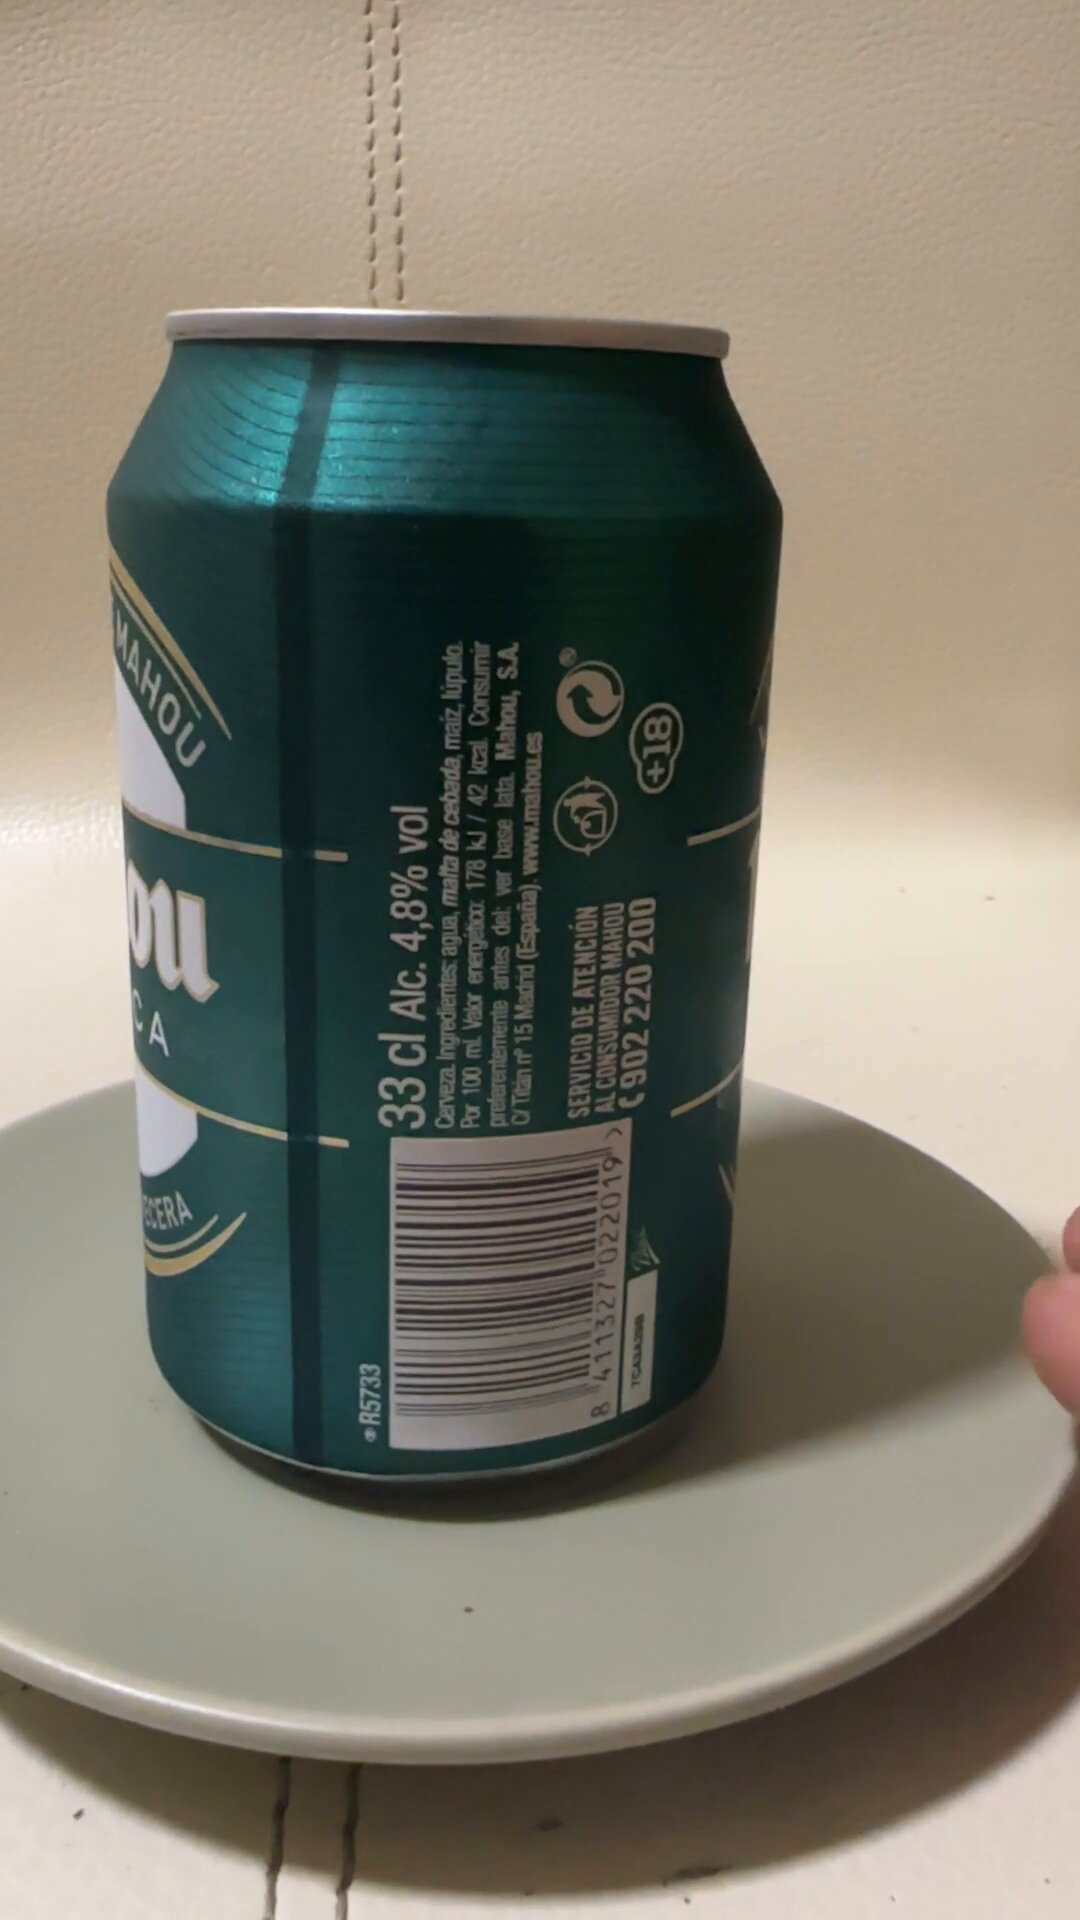 MAHOU
ou
CA
ECERA
33 cl Alc. 4,8% vol
Cerveza. Ingredientes: agua, malta de cebada, maíz, lúpulo.
Por 100 ml. Valor energético: 178 kJ / 42 kcal. Consumir
preferentemente antes del: ver base lata. Mahou, S.A.
C/ Titán nº 15 Madrid (España). www.mahou.es
+18
SERVICIO DE ATENCIÓN
AL CONSUMIDOR MAHOU
902 220 200
8 411327 022019 >
R5733